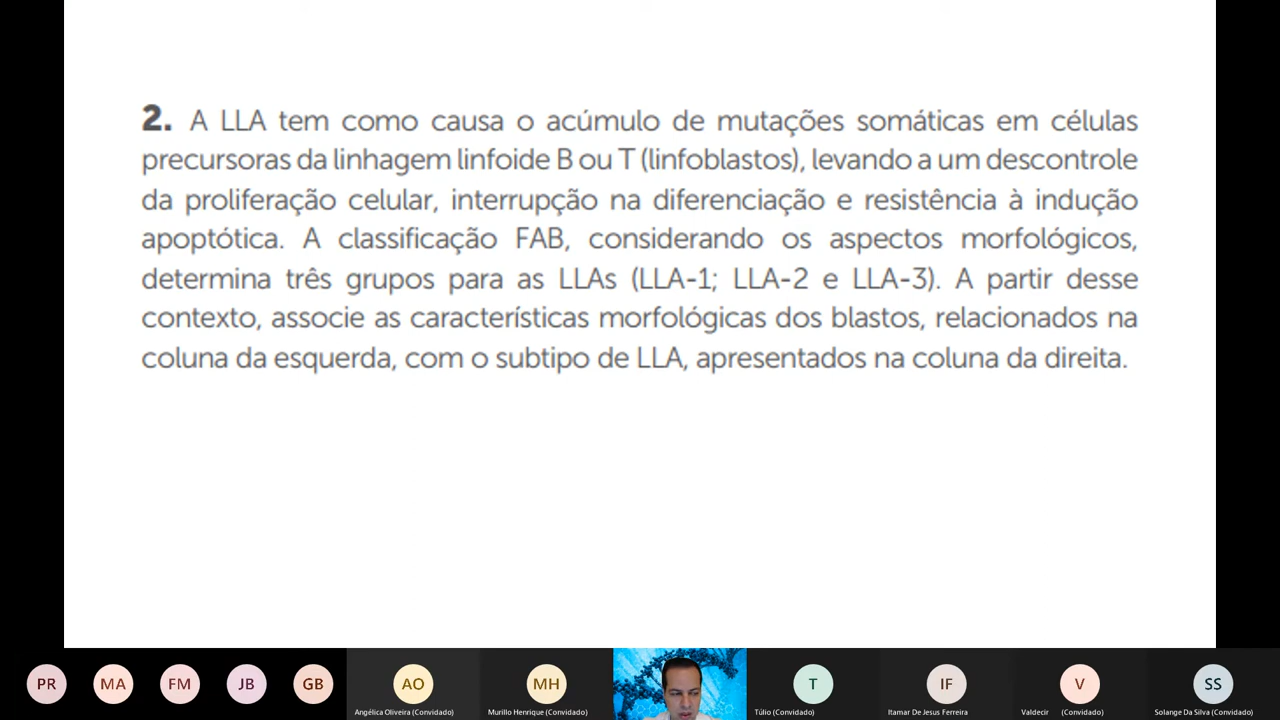 2. A LLA tem como causa o acúmulo de mutações somáticas em células
precursoras da linhagem linfoide B ou T (linfoblastos), levando a um descontrole
da proliferação celular, interrupção na diferenciação e resistência à indução
apoptótica. A classificação FAB, considerando os aspectos morfológicos,
determina três grupos para as LLAs (LLA-1; LLA-2 e LLA-3). A partir desse
contexto, associe as características morfológicas dos blastos, relacionados na
coluna da esquerda, com o subtipo de LLA, apresentados na coluna da direita.
PR MA FM JB GB AO MH T IF V SS
Angélica Oliveira (Convidado) Murillo Henrique (Convidado) Túlio (Convidado) Itamar De Jesus Ferreira Valdecir (Convidado) Solange Da Silva (Convidado)